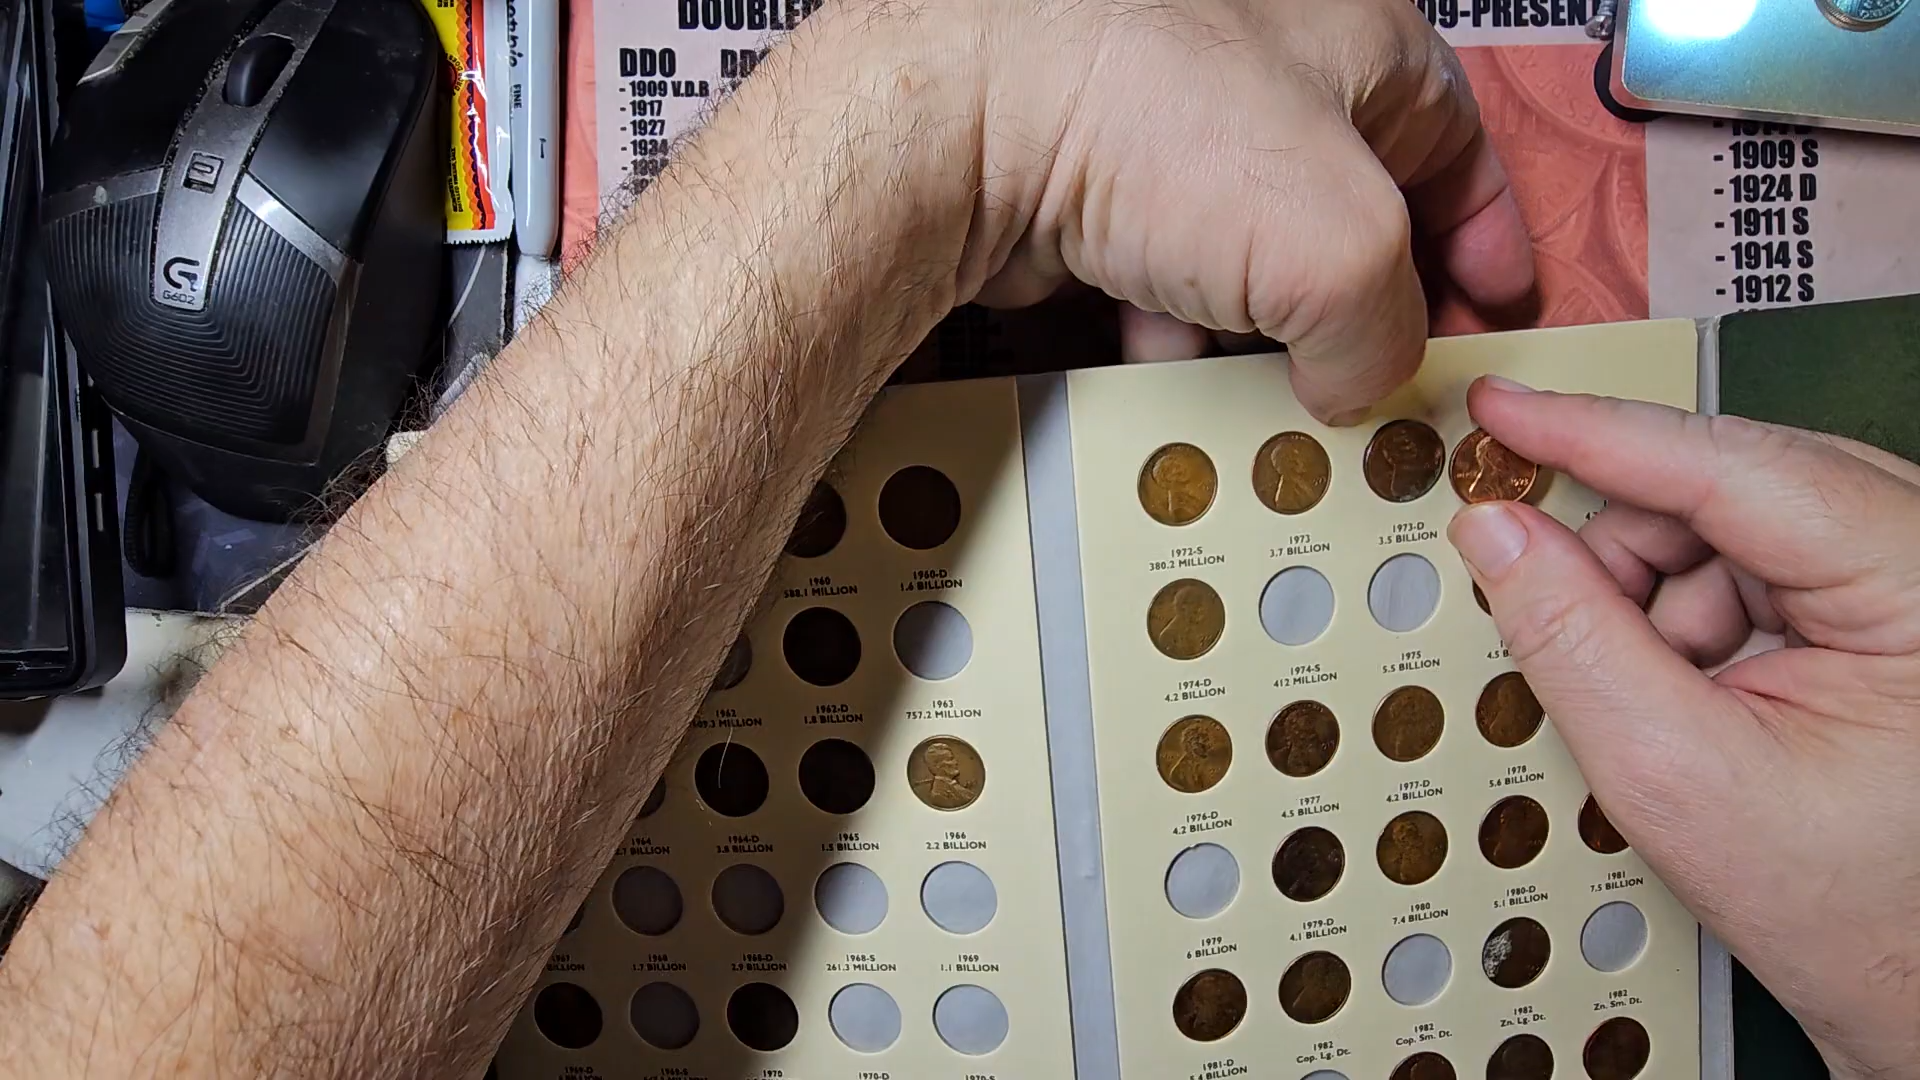 09-PRESENT
DDO
- 1909 V.D.B
- 1917
- 1927
- 1934
FINE
G602
- 1909 S
- 1924 D
- 1911 S
- 1914 S
- 1912 S
1960
588.1 MILLION
1960-D
1.6 BILLION
1962
1962-D
1.8 BILLION
1963
757.2 MILLION
1964
1964-D
3.8 BILLION
1965
1.5 BILLION
1966
2.2 BILLION
1968
1.7 BILLION
1968-D
2.9 BILLION
1968-S
261.3 MILLION
1969
1.1 BILLION
1970
1970-D
1970-S
1972-S
380.2 MILLION
1973
3.7 BILLION
1973-D
3.5 BILLION
1974-D
4.2 BILLION
1974-S
412 MILLION
1975
5.5 BILLION
1976-D
4.2 BILLION
1977
4.5 BILLION
1977-D
4.2 BILLION
1978
5.6 BILLION
1979
6 BILLION
1979-D
4.1 BILLION
1980
7.4 BILLION
1980-D
5.1 BILLION
1981
7.5 BILLION
1981-D
5.4 BILLION
1982
Cop. Lg. Dt.
1982
Cop. Sm. Dt.
1982
Zn. Lg. Dt.
1982
Zn. Sm. Dt.